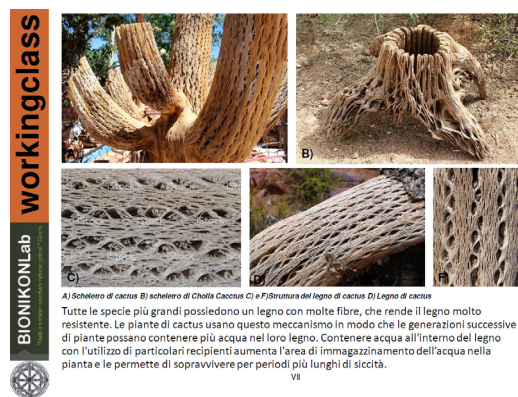 workingclass
BIONIKONLab
A)
B)
C)
D)
F)
A) Scheletro di cactus B) scheletro di Cholla Cacctus C) e F)Struttura del legno di cactus D) Legno di cactus
Tutte le specie più grandi possiedono un legno con molte fibre, che rende il legno molto
resistente. Le piante di cactus usano questo meccanismo in modo che le generazioni successive
di piante possano contenere più acqua nel loro legno. Contenere acqua all'interno del legno
con l'utilizzo di particolari recipienti aumenta l'area di immagazzinamento dell'acqua nella
pianta e le permette di sopravvivere per periodi più lunghi di siccità.
VII